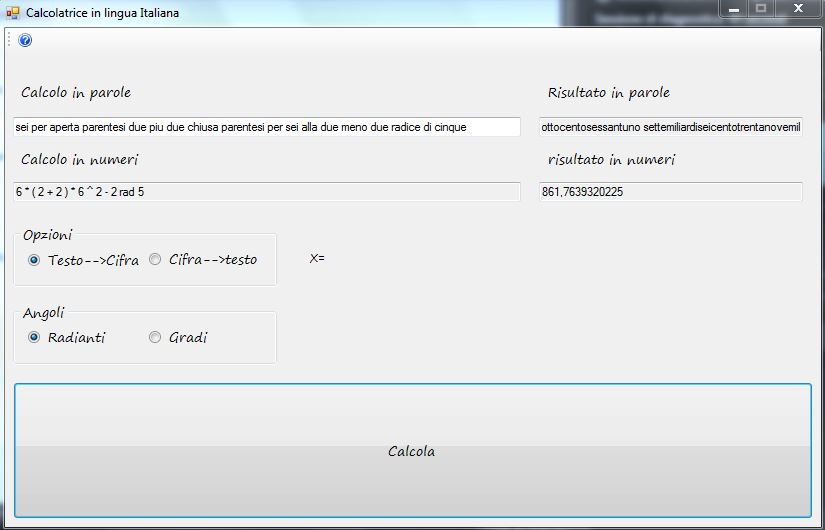 Calcolatrice in lingua Italiana
Calcolo in parole
Risultato in parole
sei per aperta parentesi due piu due chiusa parentesi per sei alla due meno due radice di cinque
ottocentosessantuno settemiliardiseicentotrentanovemil
Calcolo in numeri
risultato in numeri
6 * ( 2 + 2 ) * 6 ^ 2 - 2 rad 5
861,7639320225
Opzioni
Testo-->Cifra
Cifra-->testo
X=
Angoli
Radianti
Gradi
Calcola